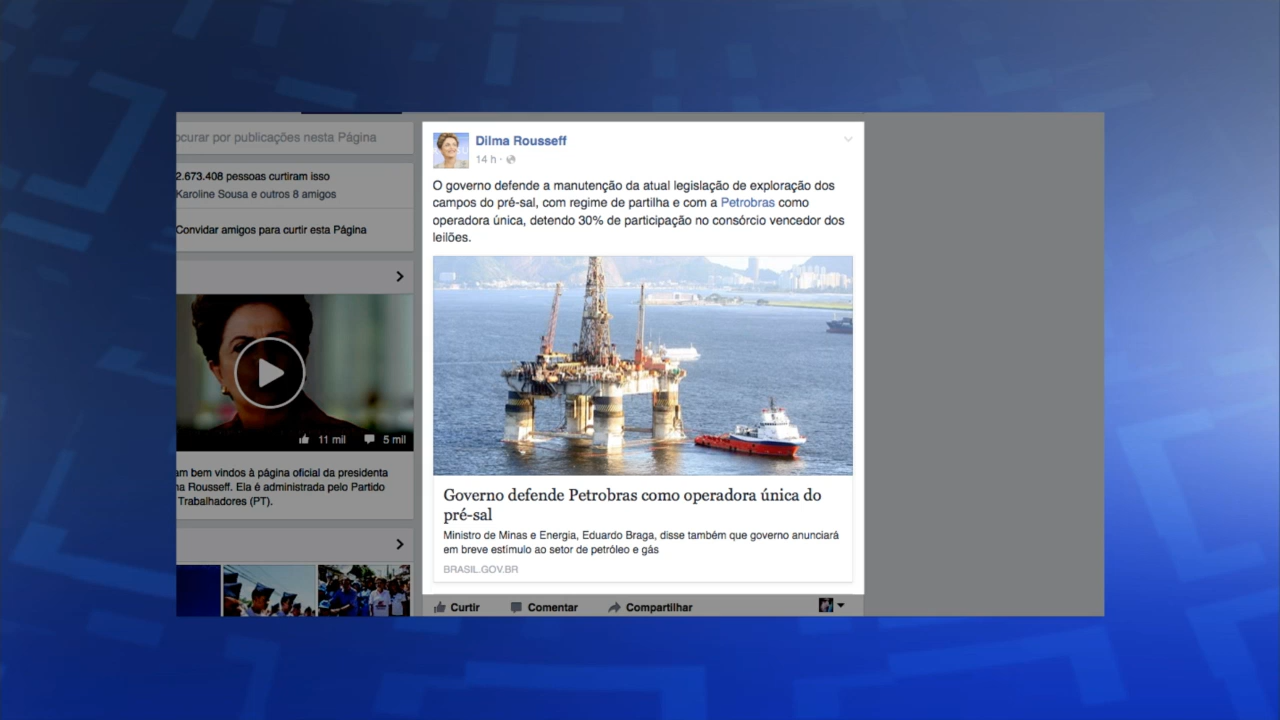 procurar por publicações nesta Página
2.673.408 pessoas curtiram isso
Karoline Sousa e outros 8 amigos
Convidar amigos para curtir esta Página
11 mil 5 mil
am bem vindos à página oficial da presidenta
na Rousseff. Ela é administrada pelo Partido
Trabalhadores (PT).
Dilma Rousseff
14 h ·
O governo defende a manutenção da atual legislação de exploração dos
campos do pré-sal, com regime de partilha e com a Petrobras como
operadora única, detendo 30% de participação no consórcio vencedor dos
leilões.
Governo defende Petrobras como operadora única do
pré-sal
Ministro de Minas e Energia, Eduardo Braga, disse também que governo anunciará
em breve estímulo ao setor de petróleo e gás
BRASIL.GOV.BR
Curtir Comentar Compartilhar